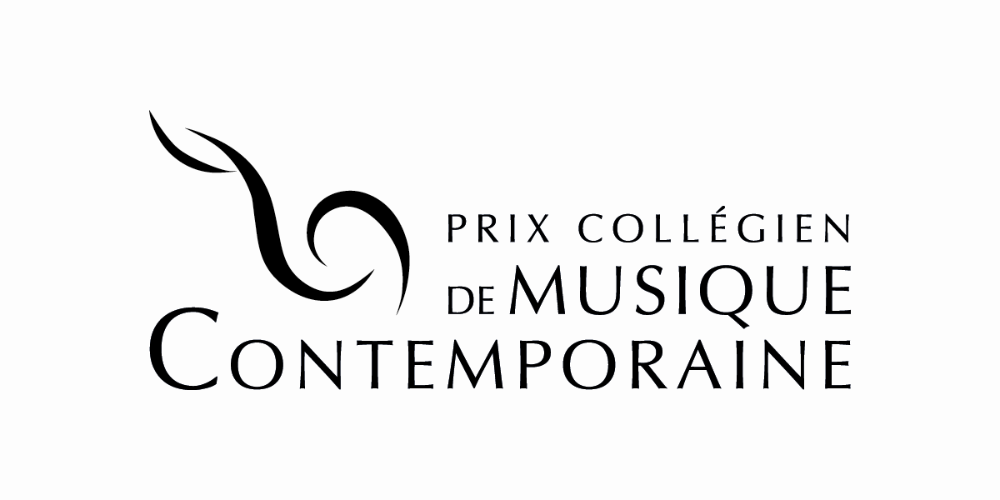 PRIX COLLÉGIEN
DE MUSIQUE
CONTEMPORAINE